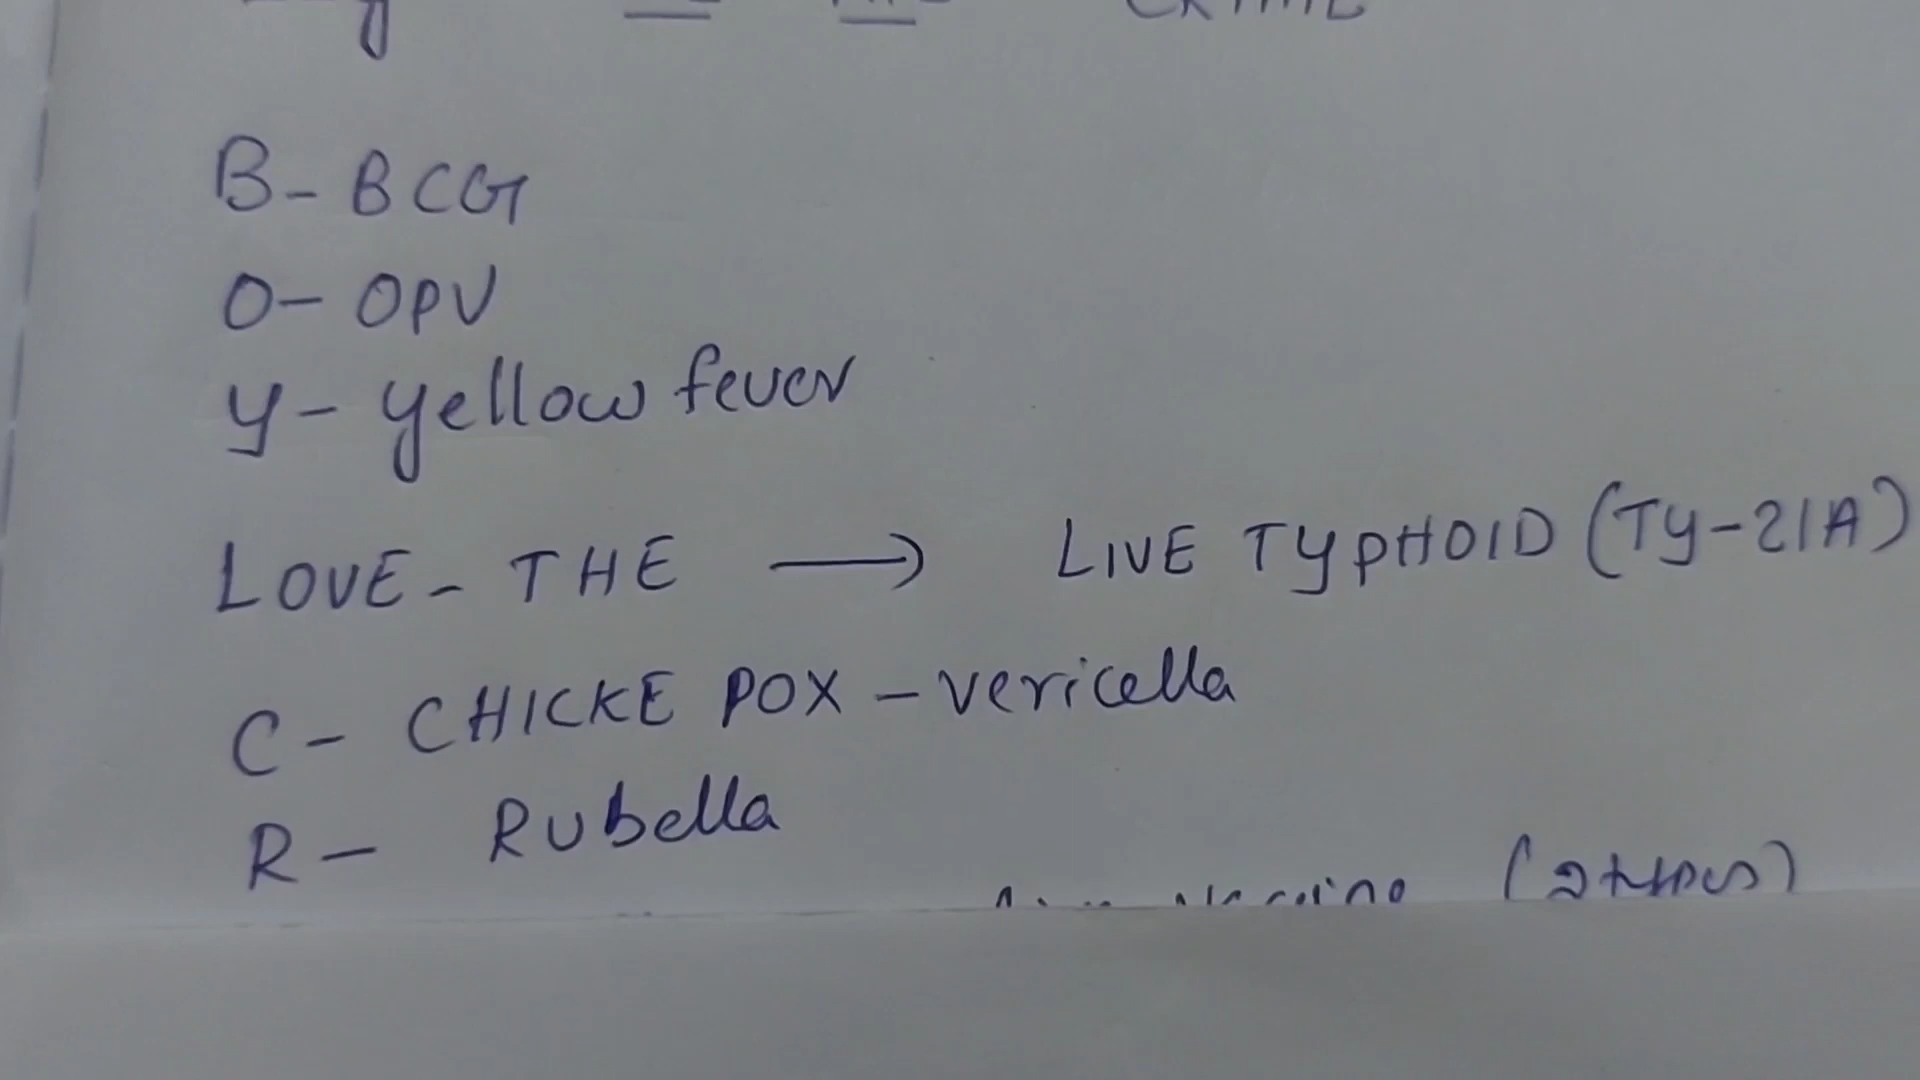 B- BCG
O- OPV
Y- Yellow fever
LOVE- THE → LIVE TYPHOID (TY-21A)
C- CHICKE POX - vericella
R- Rubella